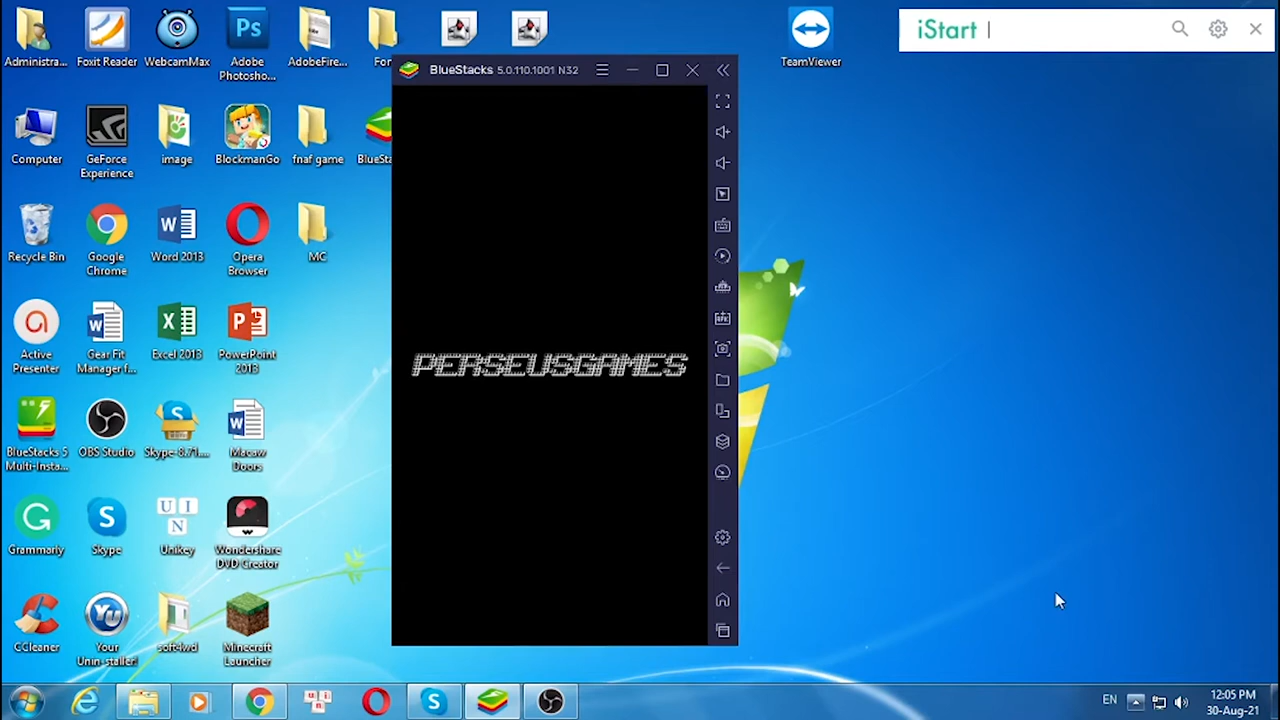 Administra...
Foxit Reader
WebcamMax
Ps
Adobe
Photosho...
AdobeFire...
For
TeamViewer
iStart
BlueStacks 5.0.110.1001 N32
Computer
GeForce
Experience
image
BlockmanGo
fnaf game
BlueSta
Recycle Bin
Google
Chrome
Word 2013
Opera
Browser
MC
PERSEUSGAMES
Active
Presenter
Gear Fit
Manager f...
Excel 2013
PowerPoint
2013
BlueStacks 5
Multi-Insta...
OBS Studio
Skype-8.71....
Macaw
Doors
U I
N
Grammarly
Skype
Unikey
Wondershare
DVD Creator
CCleaner
Your
Unin-staller!
soft4wd
Minecraft
Launcher
EN
12:05 PM
30-Aug-21